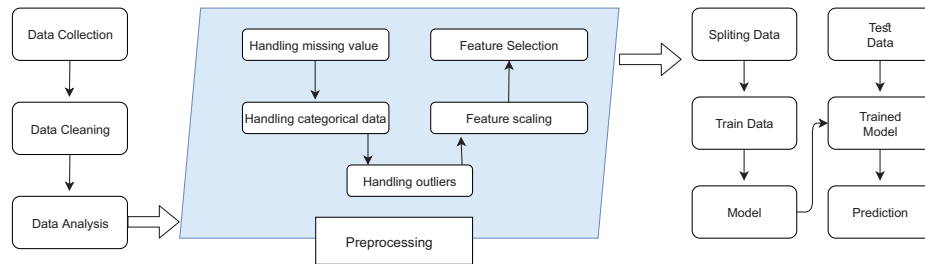 Data Collection
Data Cleaning
Data Analysis
Handling missing value
Handling categorical data
Handling outliers
Feature scaling
Feature Selection
Preprocessing
Spliting Data
Train Data
Model
Test
Data
Trained
Model
Prediction